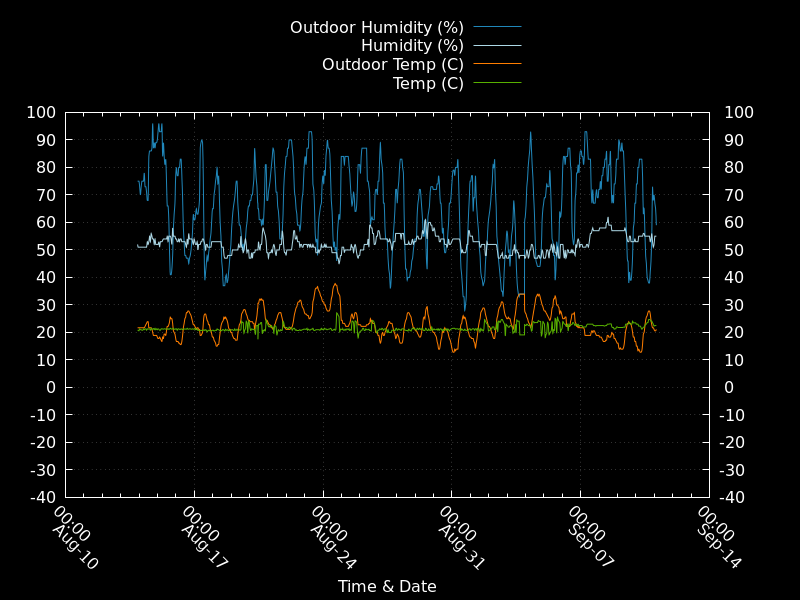 Outdoor Humidity (%)
Humidity (%)
Outdoor Temp (C)
Temp (C)
100 100
90 90
80 80
70 70
60 60
50 50
40 40
30 30
20 20
10 10
0 0
-10 -10
-20 -20
-30 -30
-40 -40
00:00
Aug-10
00:00
Aug-17
00:00
Aug-24
00:00
Aug-31
00:00
Sep-07
00:00
Sep-14
Time & Date